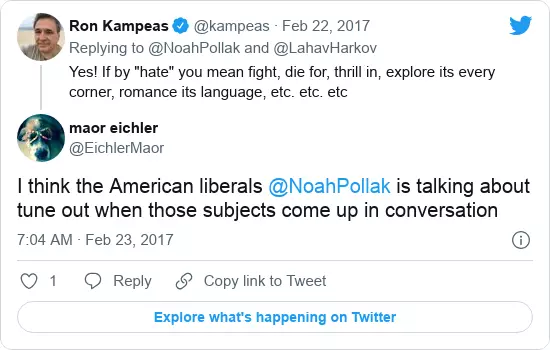 Ron Kampeas @kampeas · Feb 22, 2017
Replying to @NoahPollak and @LahavHarkov
Yes! If by "hate" you mean fight, die for, thrill in, explore its every
corner, romance its language, etc. etc. etc
maor eichler
@EichlerMaor
I think the American liberals @NoahPollak is talking about
tune out when those subjects come up in conversation
7:04 AM · Feb 23, 2017
1 Reply Copy link to Tweet
Explore what's happening on Twitter